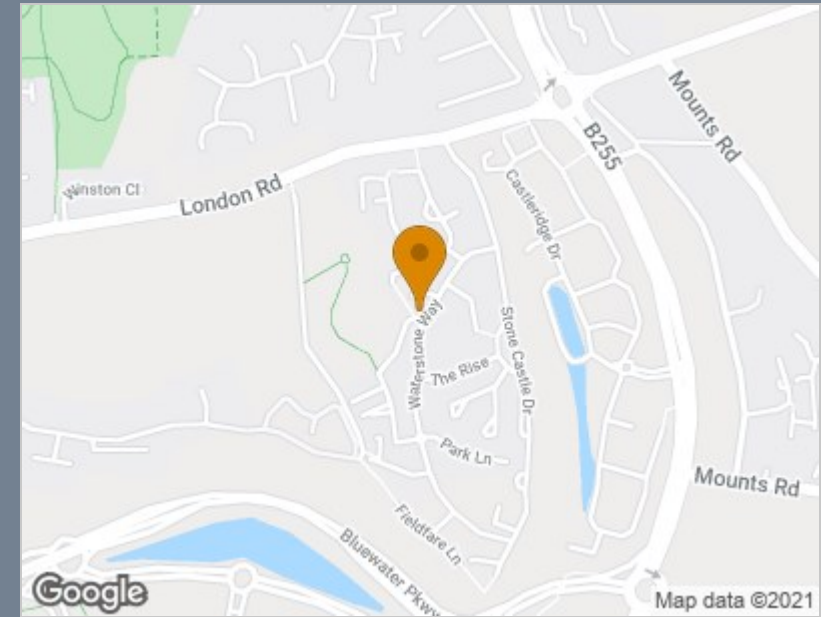 Mounts Rd
B255
Winston Ct
London Rd
Castleridge Dr
Waterstone Way
Stone Castle Dr
The Rise
Park Ln
Mounts Rd
Fieldfare Ln
Bluewater Pkwy
Google
Map data ©2021